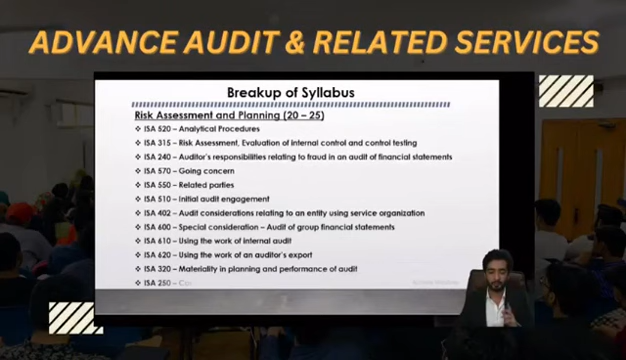 ADVANCE AUDIT & RELATED SERVICES
Breakup of Syllabus
Risk Assessment and Planning (20 – 25)
❖ ISA 520 – Analytical Procedures
❖ ISA 315 – Risk Assessment, Evaluation of internal control and control testing
❖ ISA 240 – Auditor's responsibilities relating to fraud in an audit of financial statements
❖ ISA 570 – Going concern
❖ ISA 550 – Related parties
❖ ISA 510 – Initial audit engagement
❖ ISA 402 – Audit considerations relating to an entity using service organization
❖ ISA 600 – Special consideration – Audit of group financial statements
❖ ISA 610 – Using the work of internal audit
❖ ISA 620 – Using the work of an auditor's export
❖ ISA 320 – Materiality in planning and performance of audit
❖ ISA 250 –